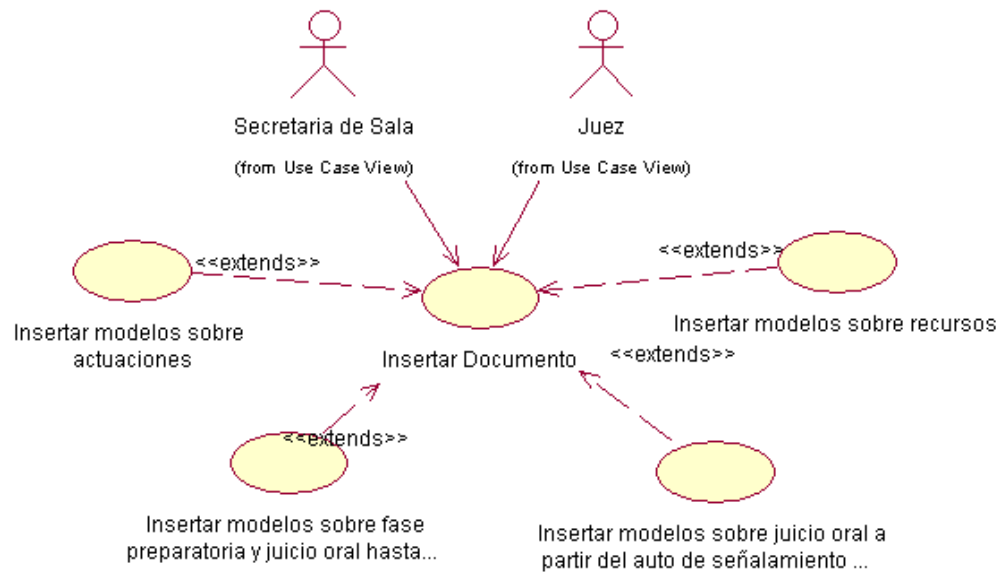 Secretaria de Sala
Juez
(from Use Case View)
(from Use Case View)
<<extends>>
<<extends>>
Insertar modelos sobre
actuaciones
Insertar modelos sobre recursos
Insertar Documento
<<extends>>
<<extends>>
Insertar modelos sobre fase
preparatoria y juicio oral hasta...
Insertar modelos sobre juicio oral a
partir del auto de señalamiento ...